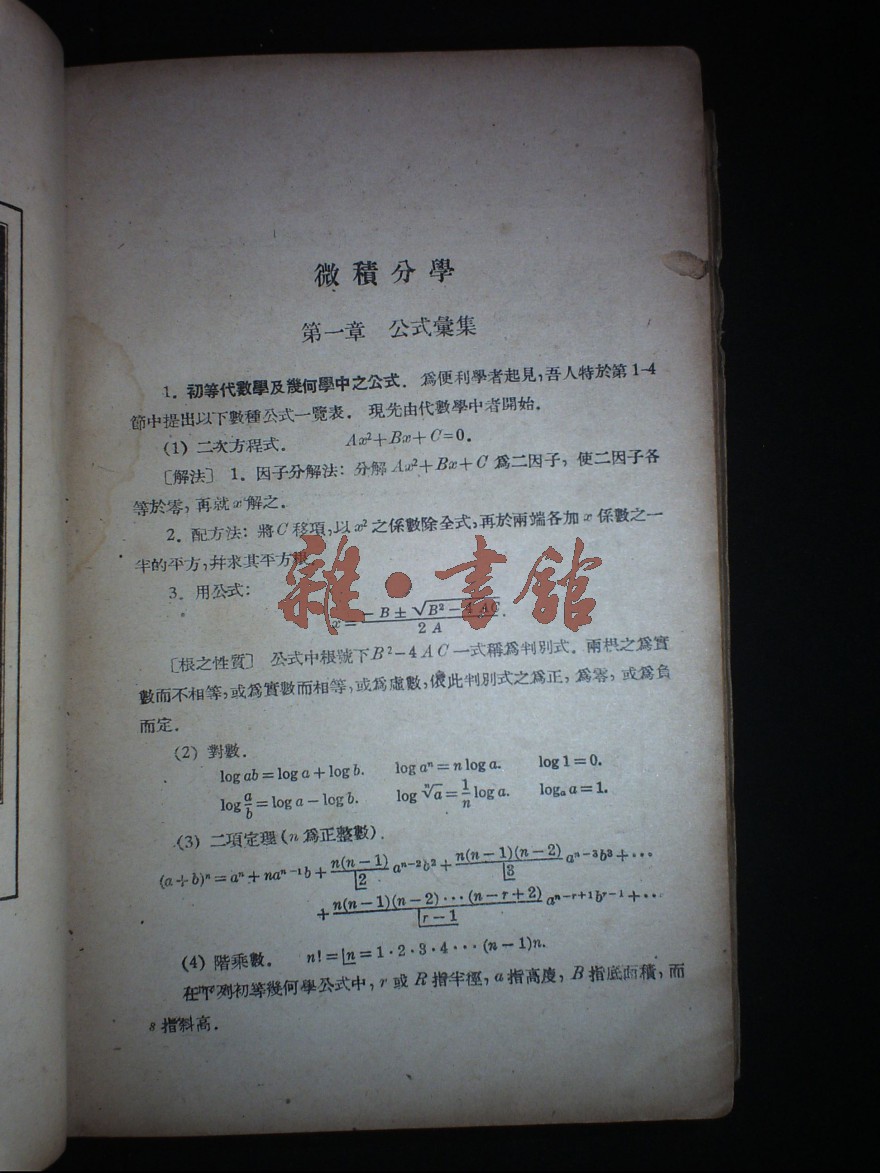 微積分學
第一章 公式彙集
1. 初等代數學及幾何學中之公式. 爲便利學者起見,吾人特於第1-4
節中提出以下數種公式一覽表. 現先由代數學中者開始.
(1) 二次方程式. Ax²+Bx+C=0.
[解法] 1. 因子分解法: 分解 Ax²+Bx+C 爲二因子, 使二因子各
等於零, 再就 x 解之.
2. 配方法: 將 C 移項,以 x² 之係數除全式,再於兩端各加 x 係數之一
半的平方,幷求其平方根.
3. 用公式:
x = (−B ± √(B²−4AC)) / 2A.
[根之性質] 公式中根號下 B²−4AC 一式稱爲判別式. 兩根之爲實
數而不相等,或爲實數而相等,或爲虛數,依此判別式之爲正, 爲零, 或爲負
而定.
(2) 對數.
log ab = log a + log b. log aⁿ = n log a. log 1 = 0.
log a/b = log a − log b. log ⁿ√a = 1/n log a. logₐ a = 1.
(3) 二項定理 (n 爲正整數).
(a+b)ⁿ = aⁿ + naⁿ⁻¹b + n(n−1)/|2 aⁿ⁻²b² + n(n−1)(n−2)/|3 aⁿ⁻³b³ + ···
+ n(n−1)(n−2)···(n−r+2)/|r−1 aⁿ⁻ʳ⁺¹bʳ⁻¹ + ···
(4) 階乘數. n! = |n = 1·2·3·4···(n−1)n.
在下列初等幾何學公式中, r 或 R 指半徑, a 指高度, B 指底面積, 而
s 指斜高.
雜·書館